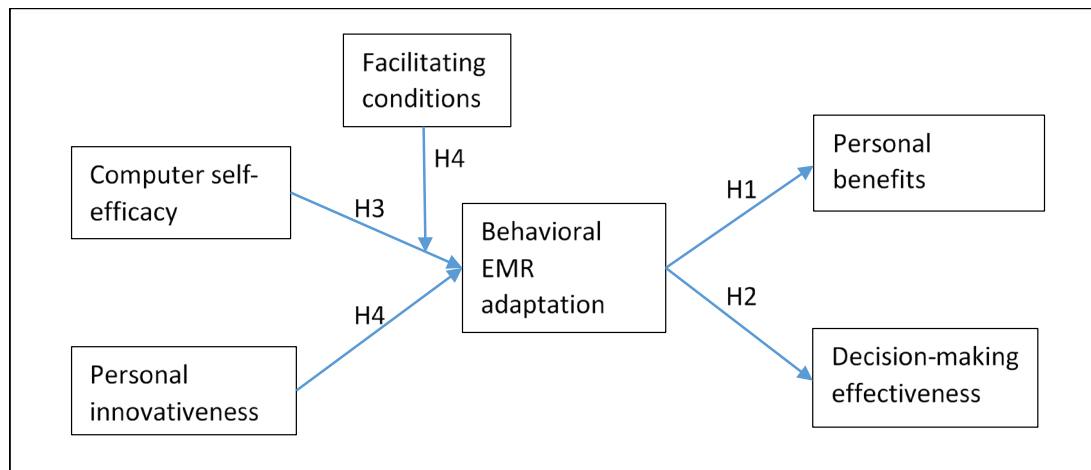 Facilitating
conditions
H4
Computer self-
efficacy
H3
Behavioral
EMR
adaptation
H4
Personal
innovativeness
H1
Personal
benefits
H2
Decision-making
effectiveness